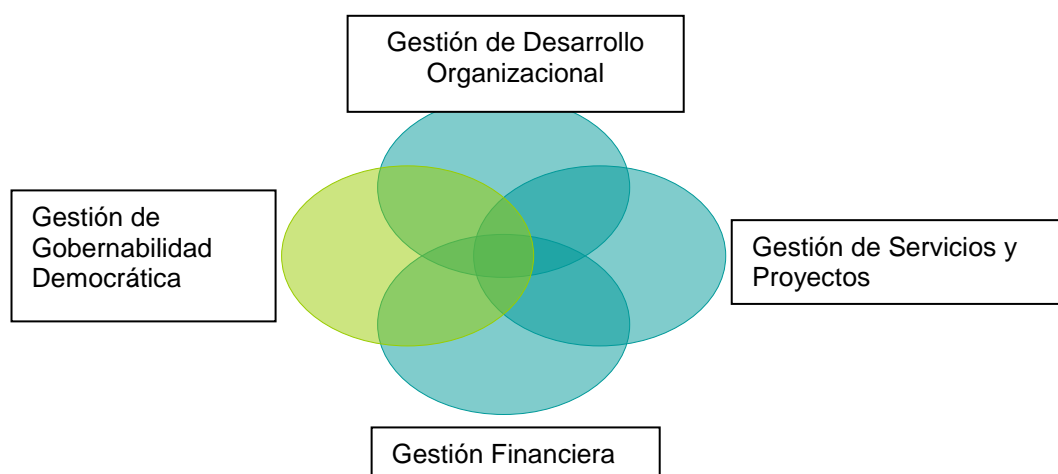 Gestión de Desarrollo
Organizacional
Gestión de
Gobernabilidad
Democrática
Gestión de Servicios y
Proyectos
Gestión Financiera